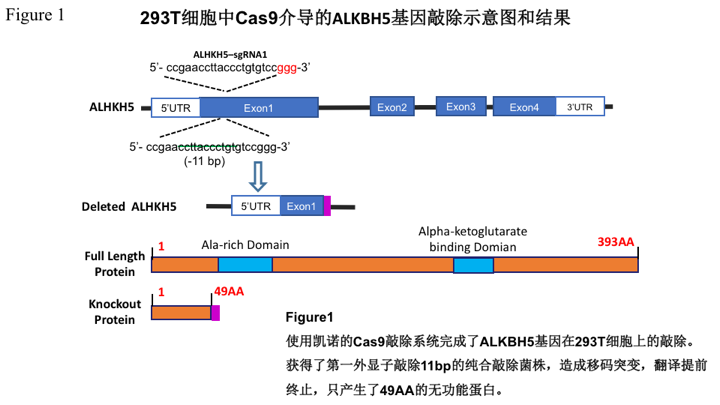 Figure 1
293T细胞中Cas9介导的ALKBH5基因敲除示意图和结果
ALHKH5–sgRNA1
5’- ccgaaccttaccctgtgtccggg-3’
ALHKH5
5’UTR Exon1 Exon2 Exon3 Exon4 3’UTR
5’- ccgaaccttaccctgtgtccggg-3’
(-11 bp)
Deleted ALHKH5
5’UTR Exon1
Ala-rich Domain
Alpha-ketoglutarate
binding Domian
1 393AA
Full Length
Protein
1 49AA
Knockout
Protein
Figure1
使用凯诺的Cas9敲除系统完成了ALKBH5基因在293T细胞上的敲除。
获得了第一外显子敲除11bp的纯合敲除菌株，造成移码突变，翻译提前
终止，只产生了49AA的无功能蛋白。